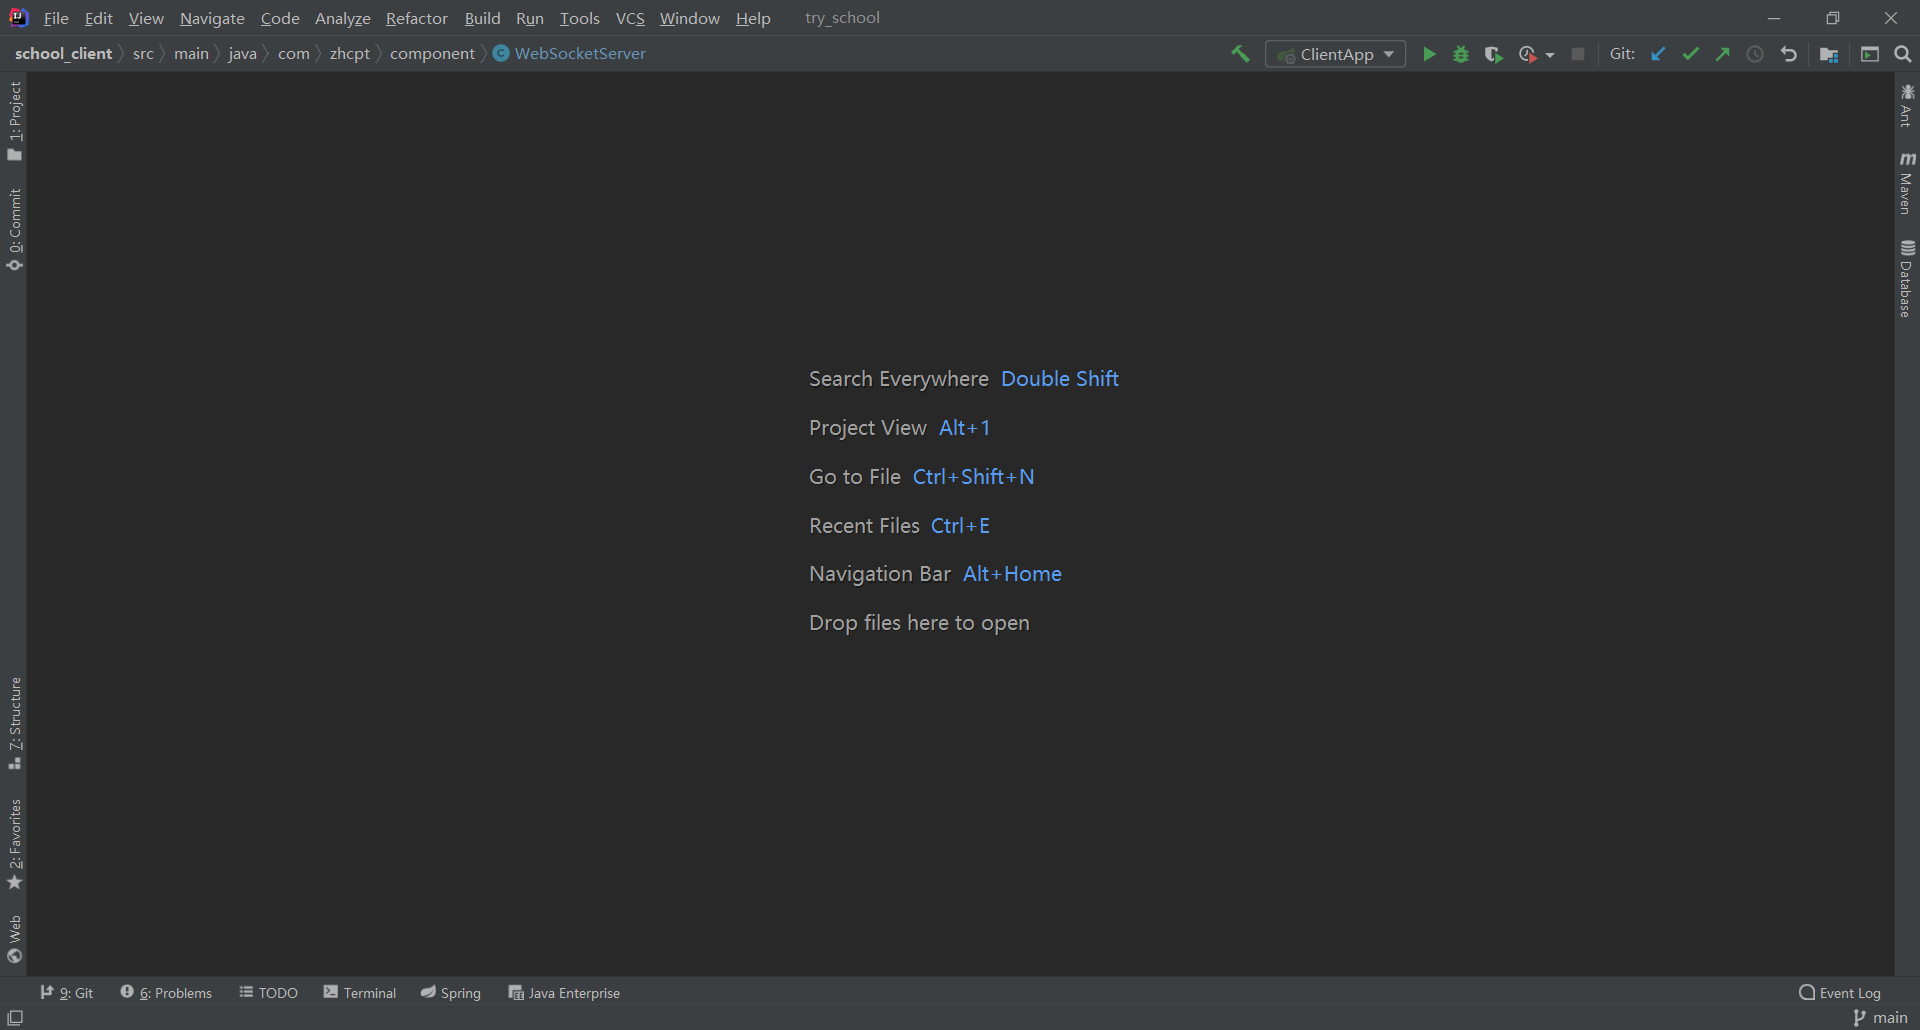 File Edit View Navigate Code Analyze Refactor Build Run Tools VCS Window Help try_school
school_client src main java com zhcpt component C WebSocketServer ClientApp Git:
1: Project
0: Commit
7: Structure
2: Favorites
Web
Search Everywhere Double Shift
Project View Alt+1
Go to File Ctrl+Shift+N
Recent Files Ctrl+E
Navigation Bar Alt+Home
Drop files here to open
Ant
m Maven
Database
9: Git 6: Problems TODO Terminal Spring Java Enterprise Event Log
main